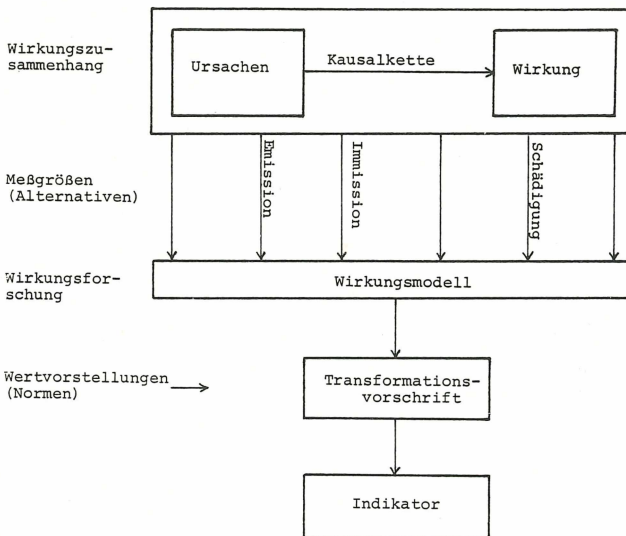 Wirkungszu-
sammenhang
Ursachen
Kausalkette
Wirkung
Meßgrößen
(Alternativen)
Emission
Immission
Schädigung
Wirkungsfor-
schung
Wirkungsmodell
Wertvorstellungen
(Normen)
Transformations-
vorschrift
Indikator